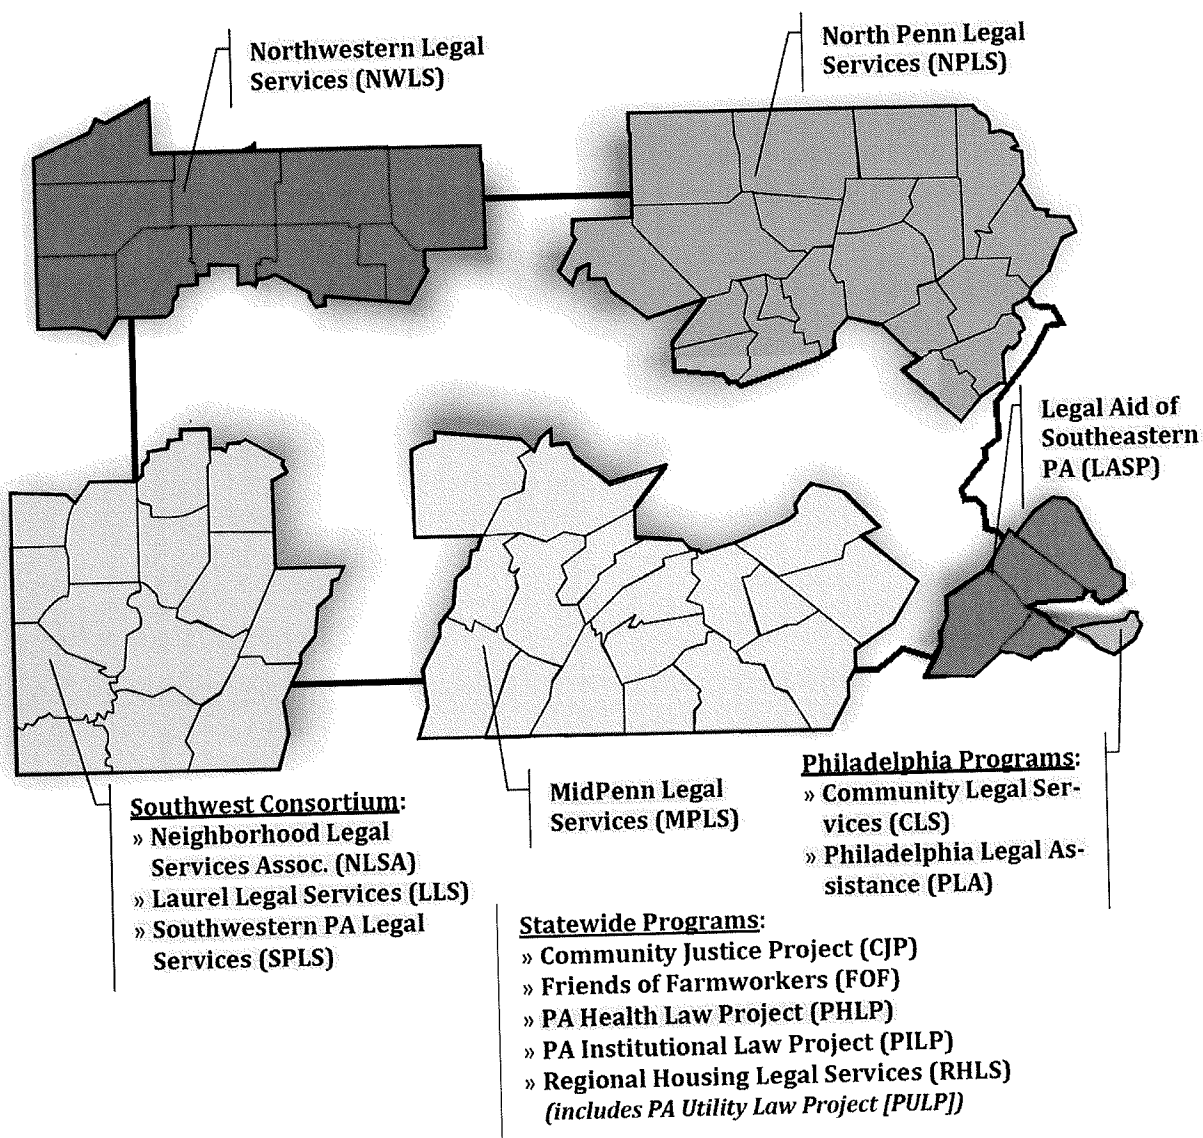 Northwestern Legal
Services (NWLS)
North Penn Legal
Services (NPLS)
Legal Aid of
Southeastern
PA (LASP)
Southwest Consortium:
» Neighborhood Legal
Services Assoc. (NLSA)
» Laurel Legal Services (LLS)
» Southwestern PA Legal
Services (SPLS)
MidPenn Legal
Services (MPLS)
Philadelphia Programs:
» Community Legal Ser-
vices (CLS)
» Philadelphia Legal As-
sistance (PLA)
Statewide Programs:
» Community Justice Project (CJP)
» Friends of Farmworkers (FOF)
» PA Health Law Project (PHLP)
» PA Institutional Law Project (PILP)
» Regional Housing Legal Services (RHLS)
(includes PA Utility Law Project [PULP])